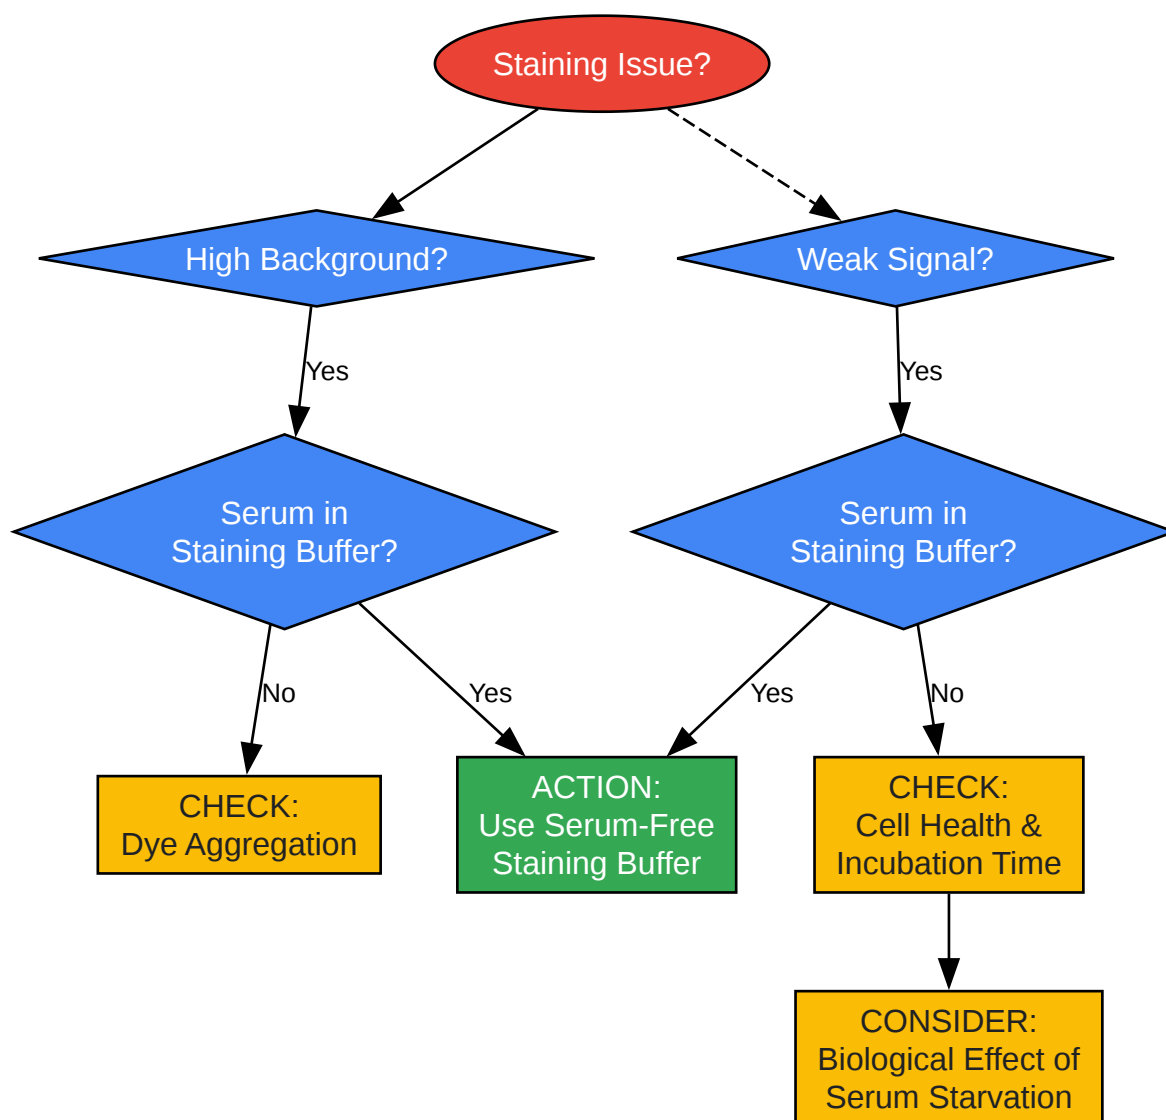 Staining Issue?
High Background?
Weak Signal?
Yes
Yes
Serum in
Staining Buffer?
Serum in
Staining Buffer?
No
Yes
Yes
No
CHECK:
Dye Aggregation
ACTION:
Use Serum-Free
Staining Buffer
CHECK:
Cell Health &
Incubation Time
CONSIDER:
Biological Effect of
Serum Starvation